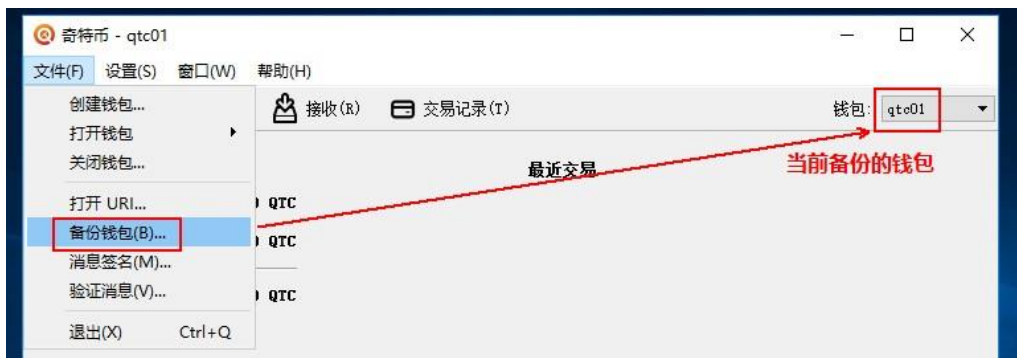 奇特币 - qtc01
文件(F) 设置(S) 窗口(W) 帮助(H)
创建钱包...
打开钱包
关闭钱包...
打开 URI...
备份钱包(B)...
消息签名(M)...
验证消息(V)...
退出(X) Ctrl+Q
接收(R) 交易记录(T)
钱包: qtc01
当前备份的钱包
最近交易
QTC
QTC
QTC